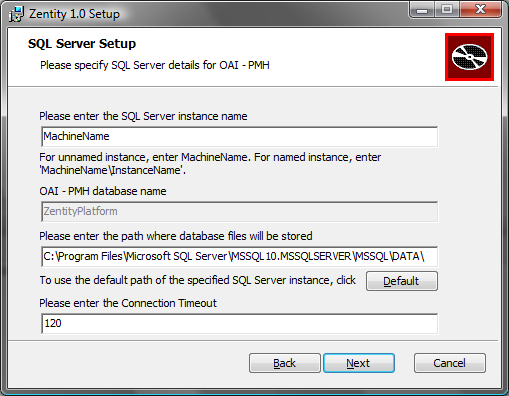 Zentity 1.0 Setup
SQL Server Setup
Please specify SQL Server details for OAI - PMH
Please enter the SQL Server instance name
MachineName
For unnamed instance, enter MachineName. For named instance, enter
'MachineName\InstanceName'.
OAI - PMH database name
ZentityPlatform
Please enter the path where database files will be stored
C:\Program Files\Microsoft SQL Server\MSSQL10.MSSQLSERVER\MSSQL\DATA\
To use the default path of the specified SQL Server instance, click Default
Please enter the Connection Timeout
120
Back Next Cancel